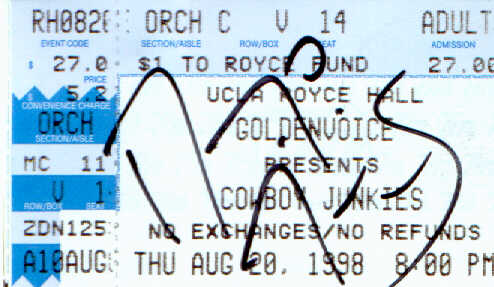 RH0826 ORCH C V 14 ADULT
EVENT CODE SECTION/AISLE ROW/BOX SEAT ADMISSION
$ 27.0 $1 TO ROYCE FUND 27.00
PRICE
5.2 UCLA ROYCE HALL
CONVENIENCE CHARGE
ORCH GOLDENVOICE
SECTION/AISLE
MC 11 PRESENTS
V 1 COWBOY JUNKIES
ROW/BOX SEAT
ZDN125 NO EXCHANGES/NO REFUNDS
A10AUG THU AUG 20, 1998 8:00 PM